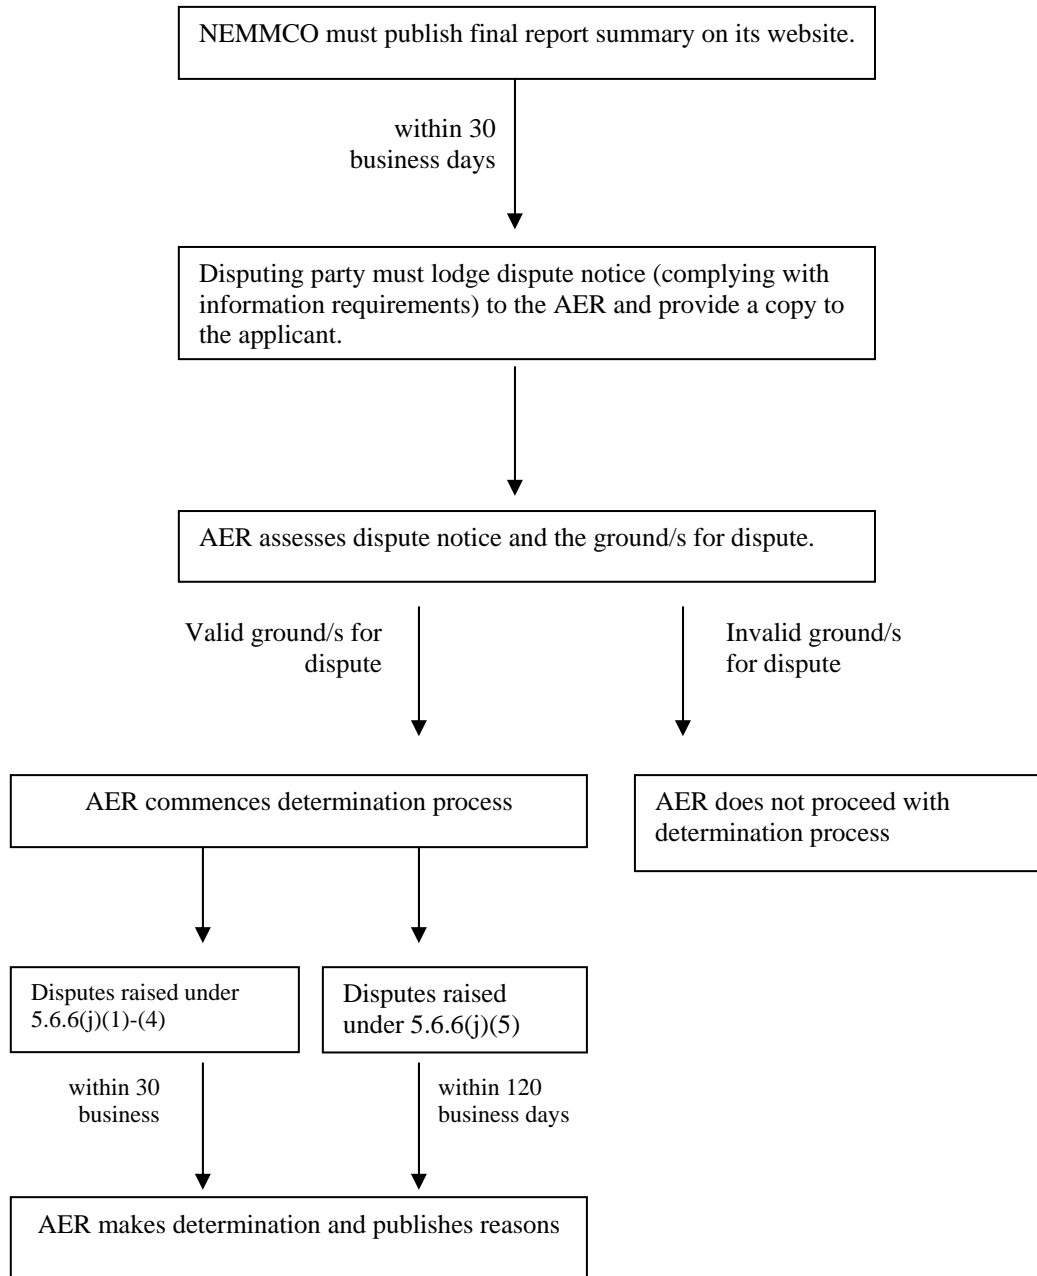 NEMMCO must publish final report summary on its website.
within 30
business days
Disputing party must lodge dispute notice (complying with
information requirements) to the AER and provide a copy to
the applicant.
AER assesses dispute notice and the ground/s for dispute.
Valid ground/s for
dispute
Invalid ground/s
for dispute
AER commences determination process
AER does not proceed with
determination process
Disputes raised under
5.6.6(j)(1)-(4)
Disputes raised
under 5.6.6(j)(5)
within 30
business
within 120
business days
AER makes determination and publishes reasons